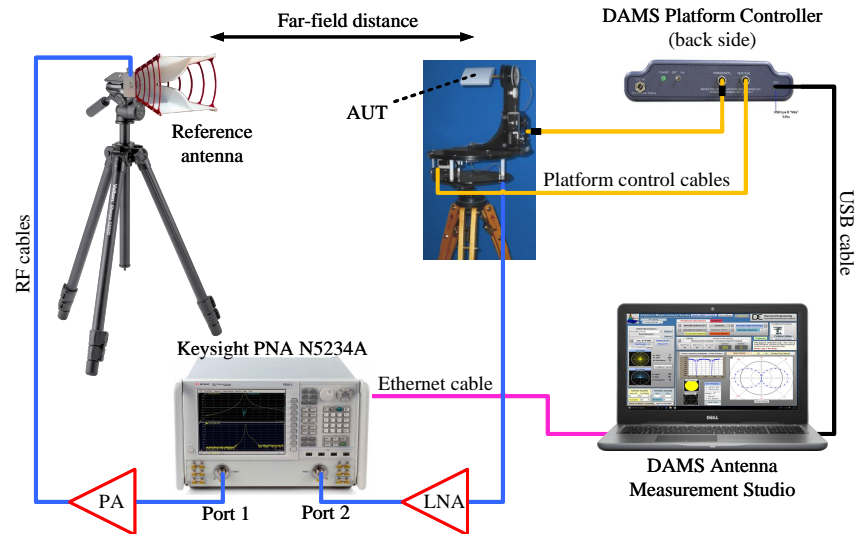 Far-field distance
DAMS Platform Controller
(back side)
AUT
Reference
antenna
Platform control cables
RF cables
USB cable
Keysight PNA N5234A
Ethernet cable
DELL
PA
LNA
Port 1
Port 2
DAMS Antenna
Measurement Studio